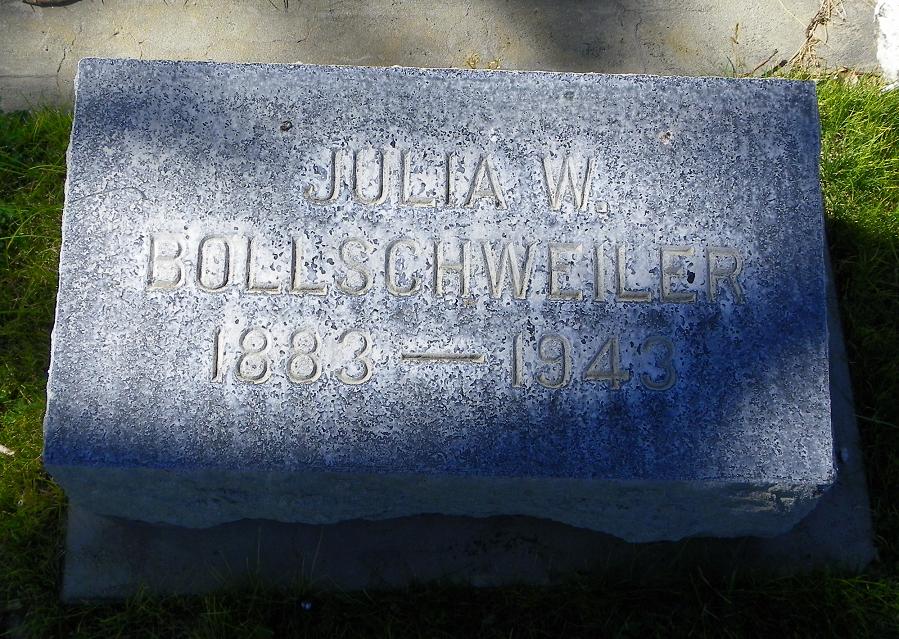 JULIA W.
BOLLSCHWEILER
1883 — 1943